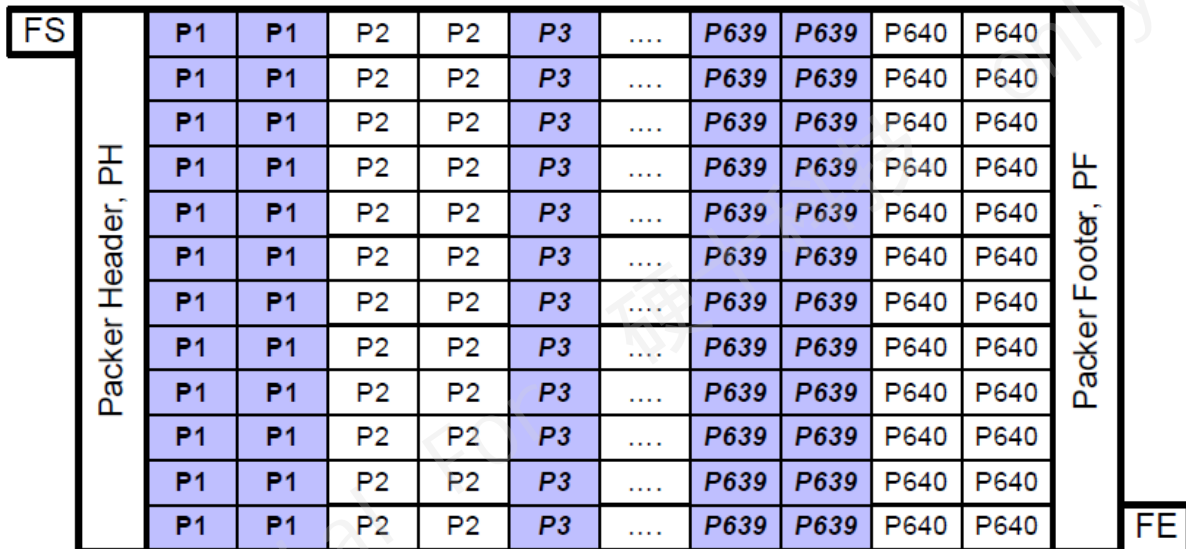 FS P1 P1 P2 P2 P3 .... P639 P639 P640 P640
P1 P1 P2 P2 P3 .... P639 P639 P640 P640
P1 P1 P2 P2 P3 .... P639 P639 P640 P640
P1 P1 P2 P2 P3 .... P639 P639 P640 P640
P1 P1 P2 P2 P3 .... P639 P639 P640 P640
P1 P1 P2 P2 P3 .... P639 P639 P640 P640
P1 P1 P2 P2 P3 .... P639 P639 P640 P640
P1 P1 P2 P2 P3 .... P639 P639 P640 P640
P1 P1 P2 P2 P3 .... P639 P639 P640 P640
P1 P1 P2 P2 P3 .... P639 P639 P640 P640
P1 P1 P2 P2 P3 .... P639 P639 P640 P640
P1 P1 P2 P2 P3 .... P639 P639 P640 P640 FE
Packer Header, PH
Packer Footer, PF
For
only